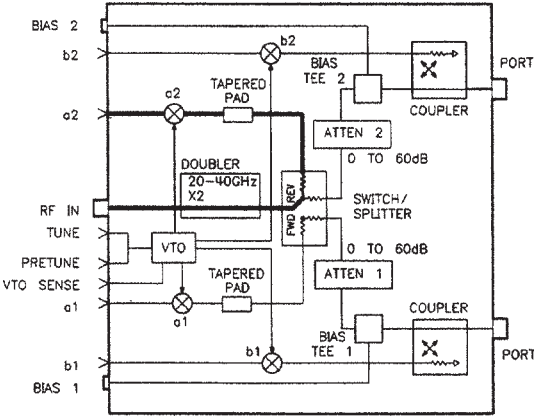 BIAS 2
b2
b2
BIAS
TEE 2
PORT
TAPERED
PAD
a2
a2
COUPLER
ATTEN 2
0 TO 60dB
DOUBLER
20-40GHz
X2
REV
FWD
SWITCH/
SPLITTER
RF IN
TUNE
VTO
PRETUNE
VTO SENSE
0 TO 60dB
ATTEN 1
TAPERED
PAD
a1
a1
COUPLER
BIAS
TEE 1
PORT
b1
b1
BIAS 1